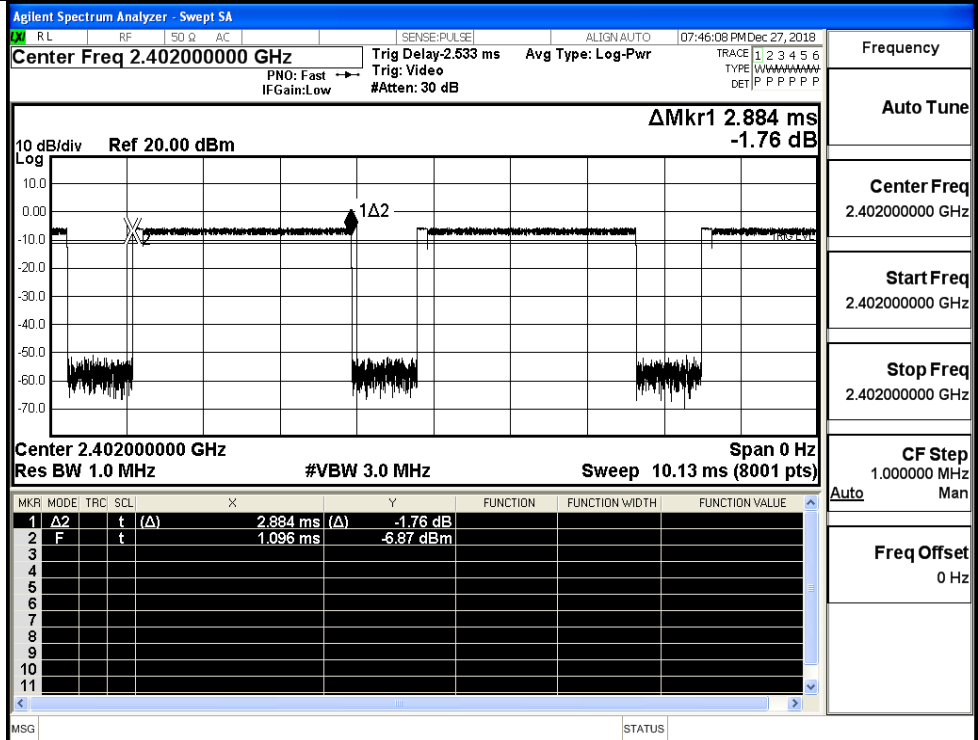 Agilent Spectrum Analyzer - Swept SA
LXI RL RF 50 Ω AC SENSE:PULSE ALIGN AUTO 07:46:08 PM Dec 27, 2018
Center Freq 2.402000000 GHz
PNO: Fast
IFGain:Low
Trig Delay-2.533 ms
Trig: Video
#Atten: 30 dB
Avg Type: Log-Pwr
TRACE 1 2 3 4 5 6
TYPE WWWWWW
DET P P P P P P
ΔMkr1 2.884 ms
-1.76 dB
10 dB/div Ref 20.00 dBm
Log
10.0
0.00
-10.0
-20.0
-30.0
-40.0
-50.0
-60.0
-70.0
1Δ2
2
TRIG LVL
Center 2.402000000 GHz Span 0 Hz
Res BW 1.0 MHz #VBW 3.0 MHz Sweep 10.13 ms (8001 pts)
MKR MODE TRC SCL X Y FUNCTION FUNCTION WIDTH FUNCTION VALUE
1 Δ2 t (Δ) 2.884 ms (Δ) -1.76 dB
2 F t 1.096 ms -6.87 dBm
3
4
5
6
7
8
9
10
11
MSG STATUS
Frequency
Auto Tune
Center Freq
2.402000000 GHz
Start Freq
2.402000000 GHz
Stop Freq
2.402000000 GHz
CF Step
1.000000 MHz
Auto Man
Freq Offset
0 Hz